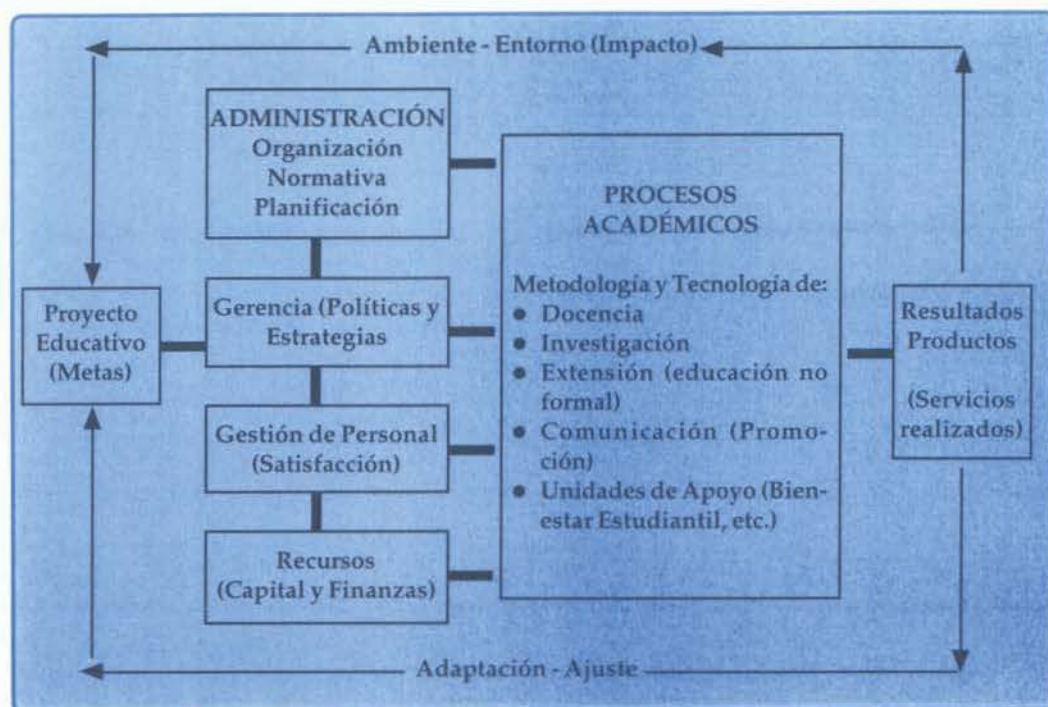 Ambiente - Entorno (Impacto)
ADMINISTRACIÓN
Organización
Normativa
Planificación
Gerencia (Políticas y
Estrategias
Gestión de Personal
(Satisfacción)
Recursos
(Capital y Finanzas)
Proyecto
Educativo
(Metas)
PROCESOS
ACADÉMICOS
Metodología y Tecnología de:
● Docencia
● Investigación
● Extensión (educación no
formal)
● Comunicación (Promo-
ción)
● Unidades de Apoyo (Bien-
estar Estudiantil, etc.)
Resultados
Productos
(Servicios
realizados)
Adaptación - Ajuste